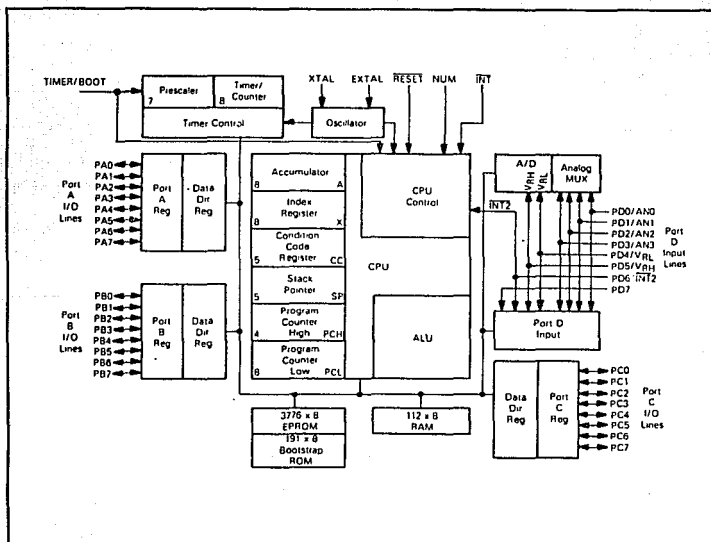 TIMER/BOOT
Prescaler
7
Timer/
8 Counter
Timer Control
XTAL
EXTAL
RESET
NUM
INT
Oscillator
PA0
PA1
PA2
PA3
PA4
PA5
PA6
PA7
Port
A
I/O
Lines
Port
A
Reg
Data
Dir
Reg
PB0
PB1
PB2
PB3
PB4
PB5
PB6
PB7
Port
B
I/O
Lines
Port
B
Reg
Data
Dir
Reg
Accumulator
8 A
Index
Register
8 X
Condition
Code
Register
5 CC
Stack
Pointer
5 SP
Program
Counter
High
4 PCH
Program
Counter
Low
8 PCL
CPU
Control
CPU
ALU
INT2
A/D
VRH
VRL
Analog
MUX
PD0/AN0
PD1/AN1
PD2/AN2
PD3/AN3
PD4/VRL
PD5/VRH
PD6 INT2
PD7
Port
D
Input
Lines
Port D
Input
3776 x 8
EPROM
191 x 8
Bootstrap
ROM
112 x 8
RAM
Data
Dir
Reg
Port
C
Reg
PC0
PC1
PC2
PC3
PC4
PC5
PC6
PC7
Port
C
I/O
Lines